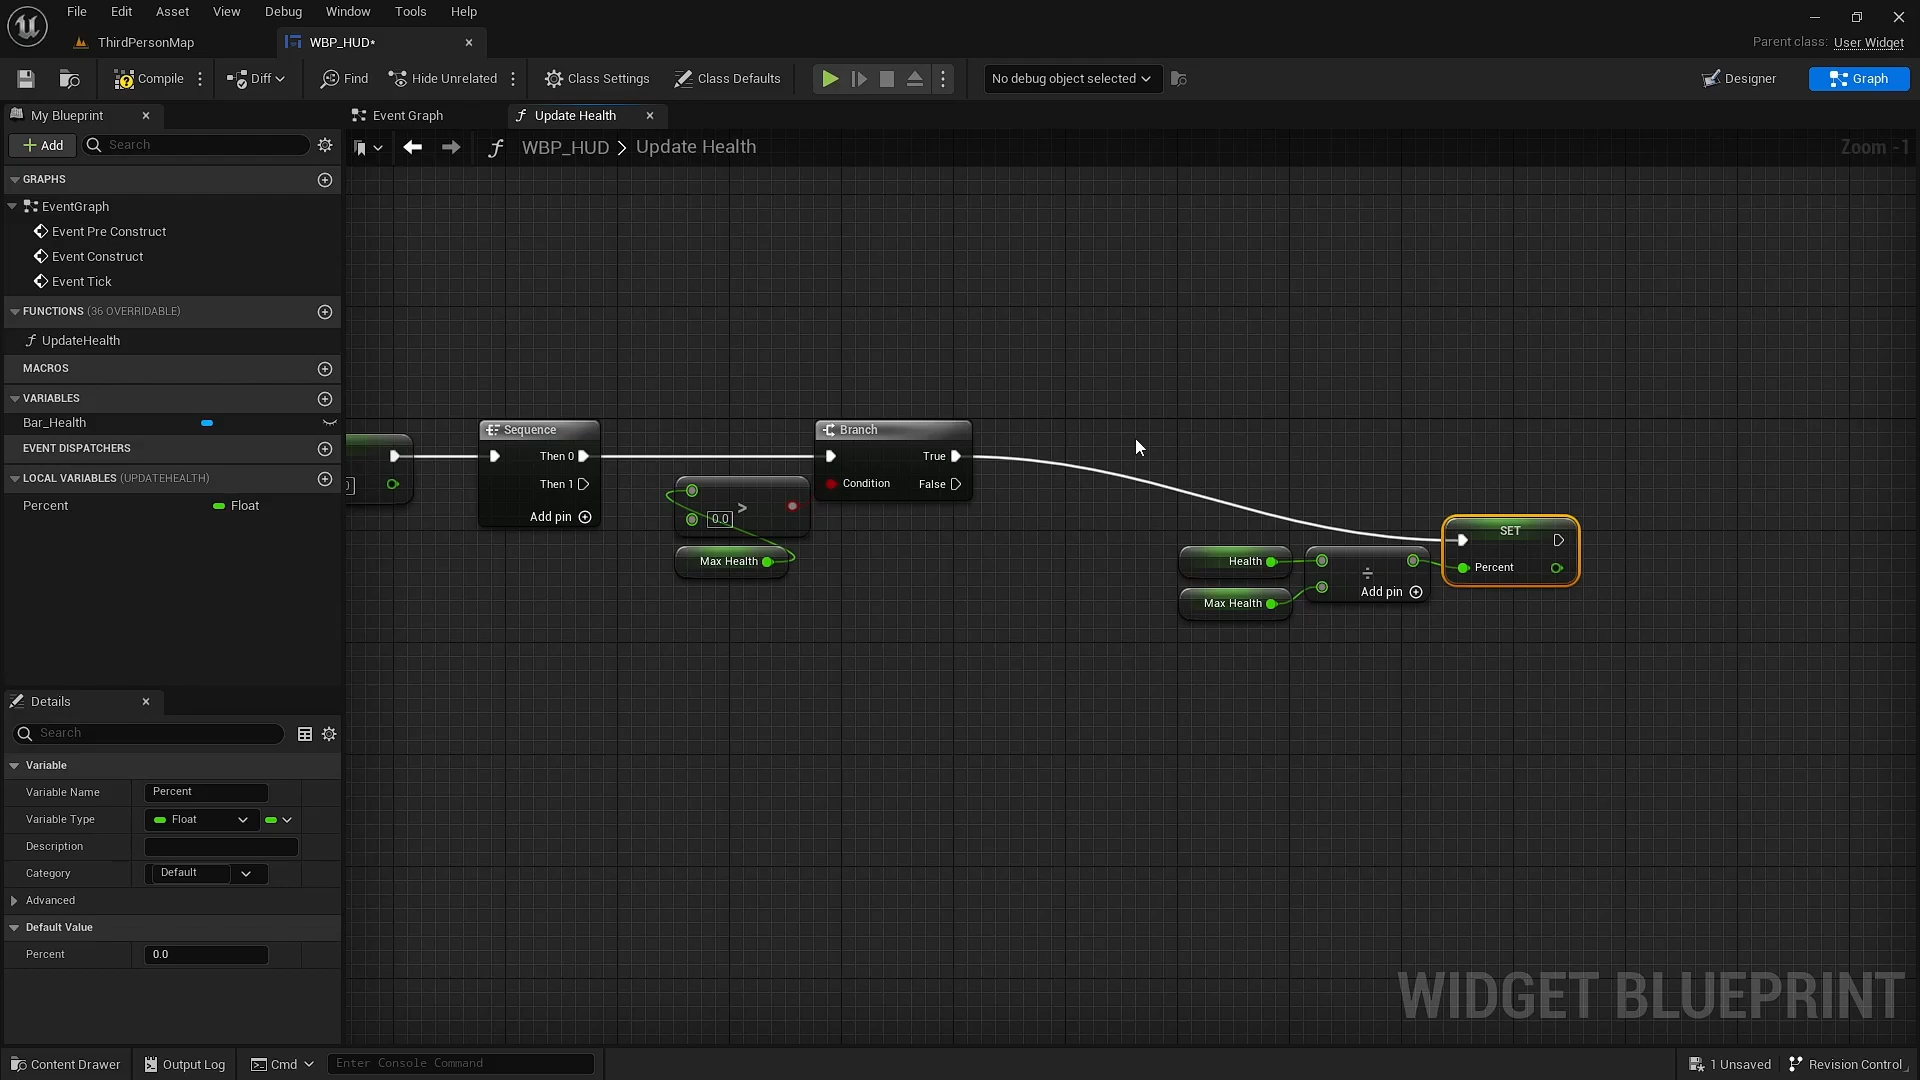 File Edit Asset View Debug Window Tools Help
ThirdPersonMap
WBP_HUD*
Parent class: User Widget
Compile
Diff
Find
Hide Unrelated
Class Settings
Class Defaults
No debug object selected
Designer
Graph
My Blueprint
Event Graph
Update Health
Add
Search
WBP_HUD > Update Health
Zoom -1
GRAPHS
EventGraph
Event Pre Construct
Event Construct
Event Tick
FUNCTIONS (36 OVERRIDABLE)
UpdateHealth
MACROS
VARIABLES
Bar_Health
EVENT DISPATCHERS
LOCAL VARIABLES (UPDATEHEALTH)
Percent Float
Sequence
Then 0
Then 1
Add pin
>
0.0
Max Health
Branch
True
Condition
False
Health
Max Health
÷
Add pin
SET
Percent
Details
Search
Variable
Variable Name Percent
Variable Type Float
Description
Category Default
Advanced
Default Value
Percent 0.0
WIDGET BLUEPRINT
Content Drawer
Output Log
Cmd
Enter Console Command
1 Unsaved
Revision Control